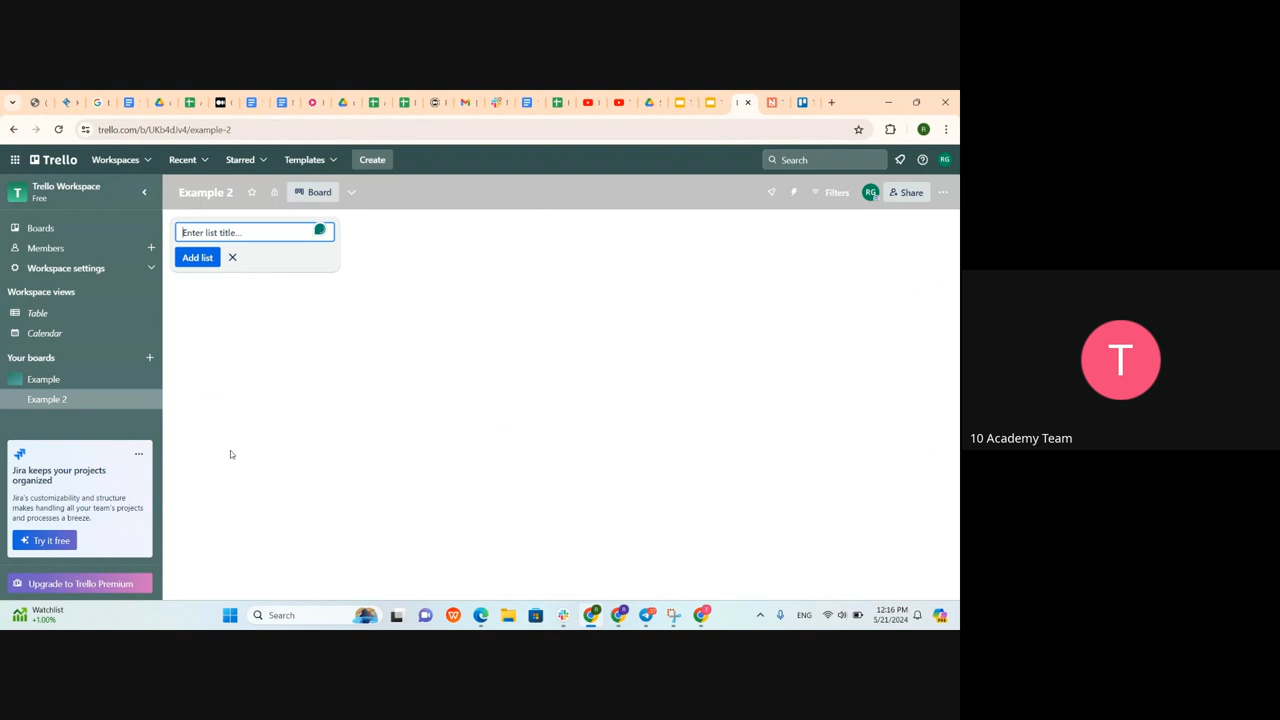 trello.com/b/UKb4dJv4/example-2
Trello
Workspaces
Recent
Starred
Templates
Create
Search
RG
T
Trello Workspace
Free
Example 2
Board
Filters
RG
Share
Boards
Members
Workspace settings
Workspace views
Table
Calendar
Your boards
Example
Example 2
Enter list title...
Add list
Jira keeps your projects
organized
Jira's customizability and structure
makes handling all your team's projects
and processes a breeze.
Try it free
Upgrade to Trello Premium
Watchlist
+1.00%
Search
ENG
12:16 PM
5/21/2024
T
10 Academy Team